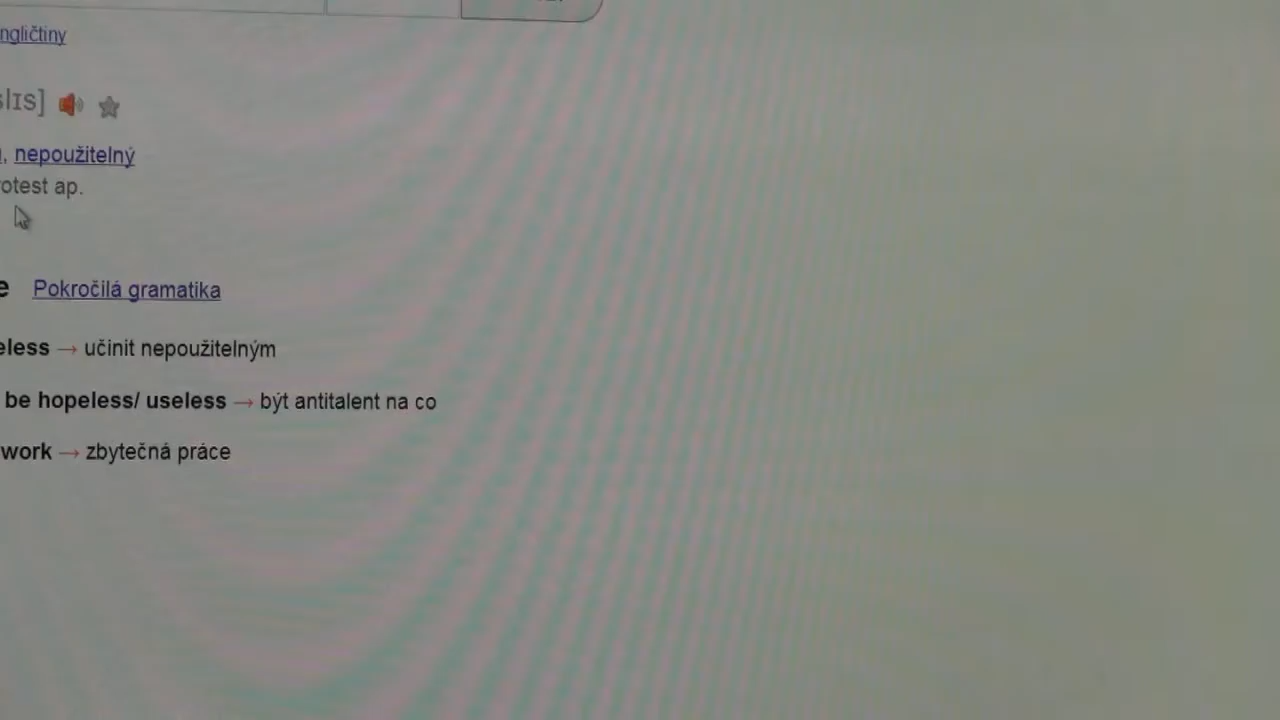 ngličtiny
slɪs]
, nepoužitelný
otest ap.
e Pokročilá gramatika
eless → učinit nepoužitelným
be hopeless/ useless → být antitalent na co
work → zbytečná práce